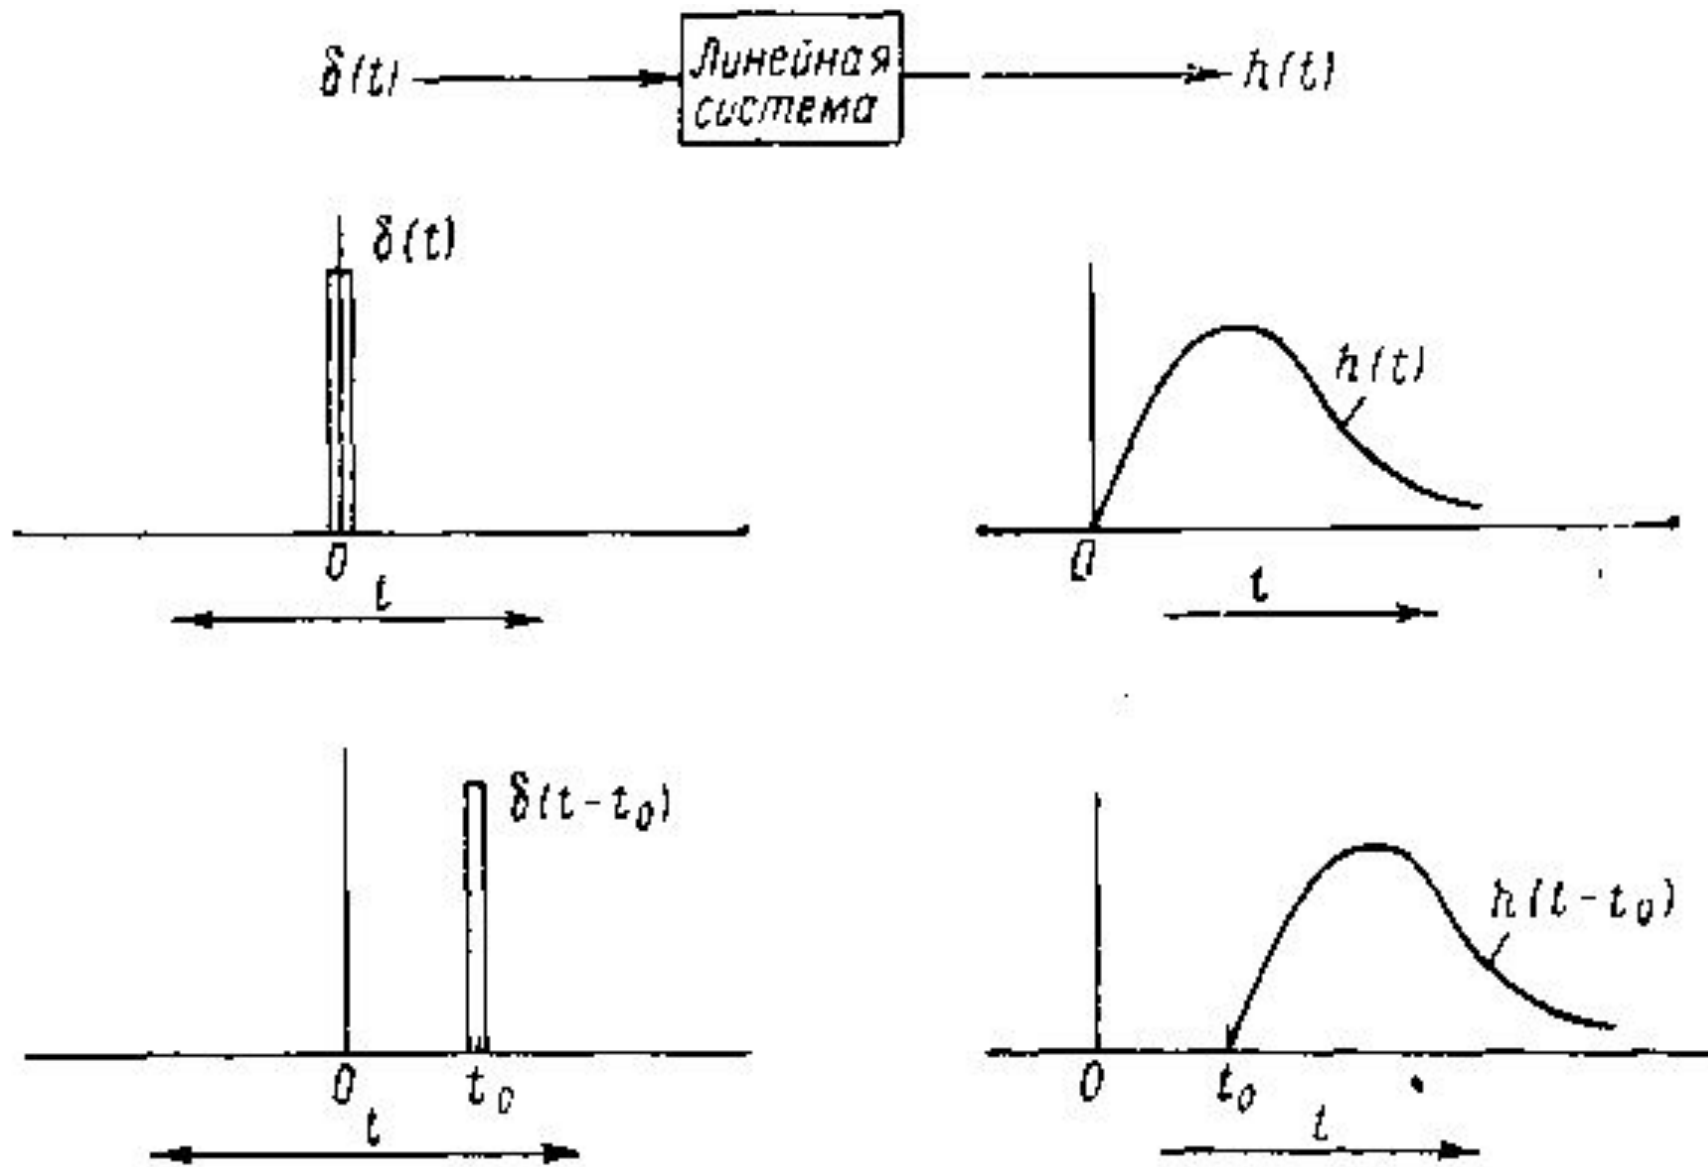 δ(t)
Линейная
система
h(t)
δ(t)
h(t)
0
t
0
t
δ(t-t₀)
h(t-t₀)
0
t₀
t
0
t₀
t